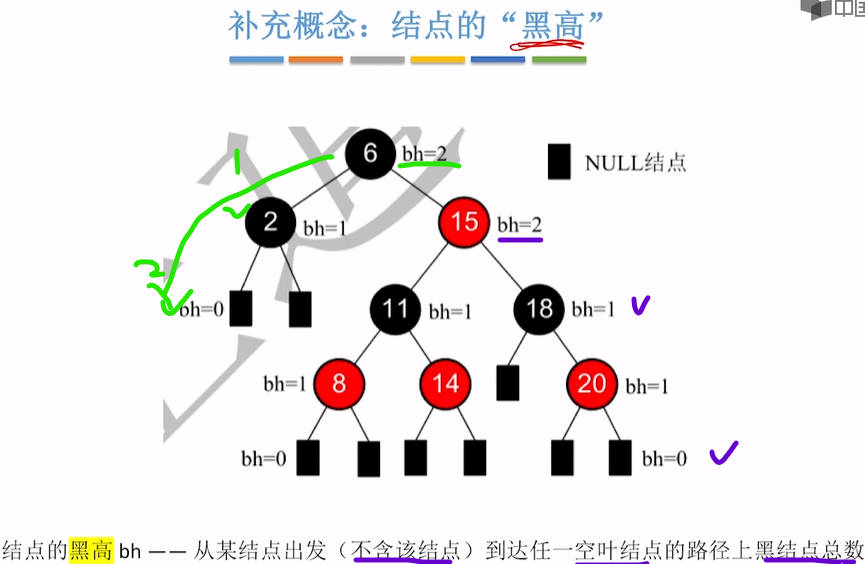 补充概念：结点的“黑高”
6 bh=2
NULL结点
2 bh=1
15 bh=2
bh=0
11 bh=1
18 bh=1
bh=1 8
14
20 bh=1
bh=0
bh=0
结点的黑高 bh —— 从某结点出发（不含该结点）到达任一空叶结点的路径上黑结点总数